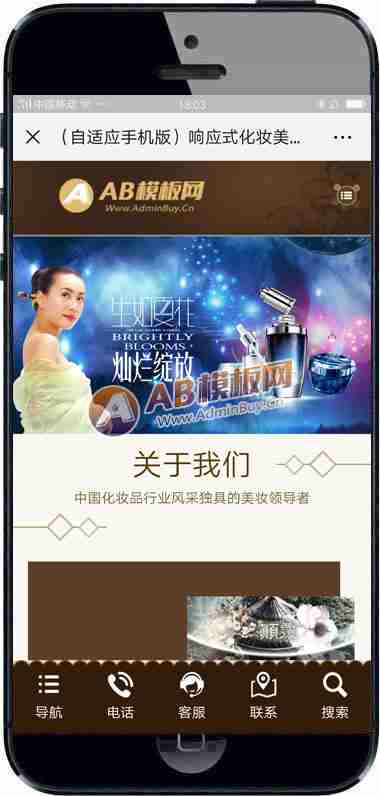 中国移动
18:03
（自适应手机版）响应式化妆美...
AB模板网
www.AdminBuy.Cn
生如夏花
BRIGHTLY
BLOOMS
灿烂绽放
AB模板网
www.AdminBuy.Cn
关于我们
中国化妆品行业风采独具的美妆领导者
导航
电话
客服
联系
搜索